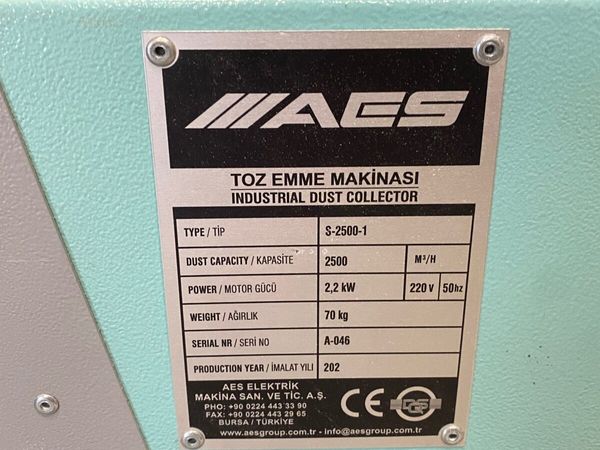 AES
TOZ EMME MAKİNASI
INDUSTRIAL DUST COLLECTOR
TYPE / TİP S-2500-1
DUST CAPACITY / KAPASİTE 2500 M³/H
POWER / MOTOR GÜCÜ 2,2 kW 220 v 50hz
WEIGHT / AĞIRLIK 70 kg
SERIAL NR / SERİ NO A-046
PRODUCTION YEAR / İMALAT YILI 202
AES ELEKTRİK
MAKİNA SAN. VE TİC. A.Ş.
PHO: +90 0224 443 33 90
FAX: +90 0224 443 29 65
BURSA / TÜRKİYE
www.aesgroup.com.tr - info@aesgroup.com.tr
CE